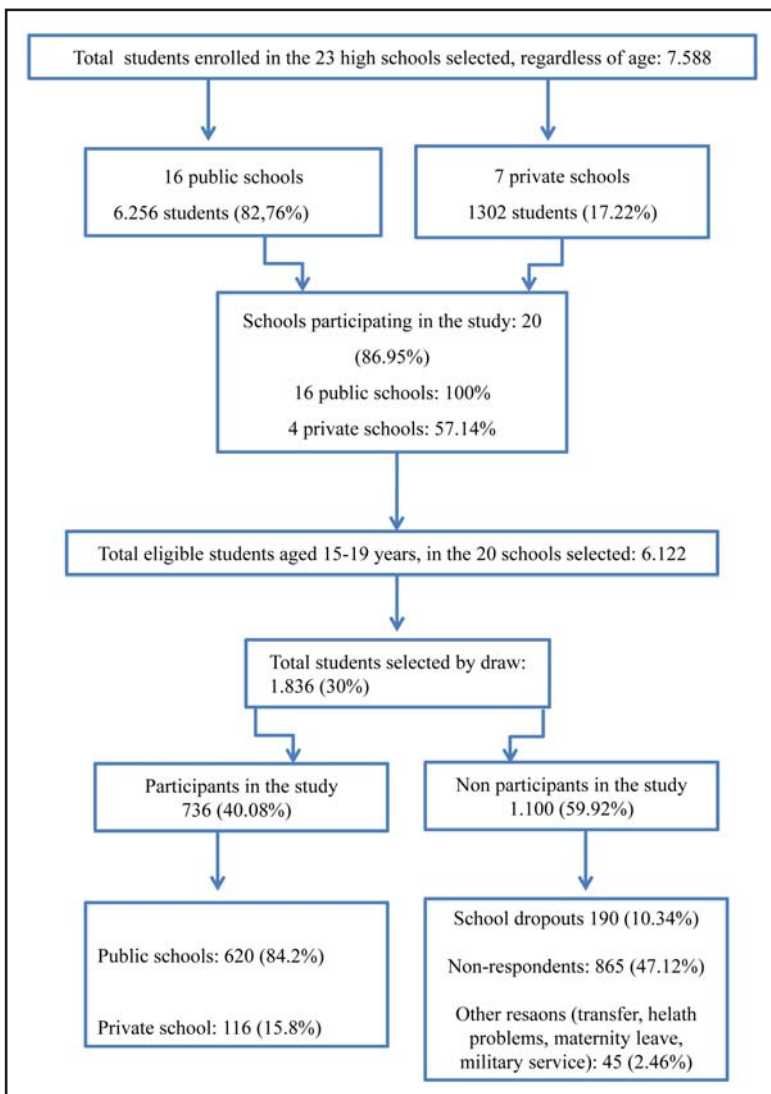 Total students enrolled in the 23 high schools selected, regardless of age: 7.588
16 public schools
6.256 students (82,76%)
7 private schools
1302 students (17.22%)
Schools participating in the study: 20
(86.95%)
16 public schools: 100%
4 private schools: 57.14%
Total eligible students aged 15-19 years, in the 20 schools selected: 6.122
Total students selected by draw:
1.836 (30%)
Participants in the study
736 (40.08%)
Non participants in the study
1.100 (59.92%)
Public schools: 620 (84.2%)
Private school: 116 (15.8%)
School dropouts 190 (10.34%)
Non-respondents: 865 (47.12%)
Other resaons (transfer, helath
problems, maternity leave,
military service): 45 (2.46%)